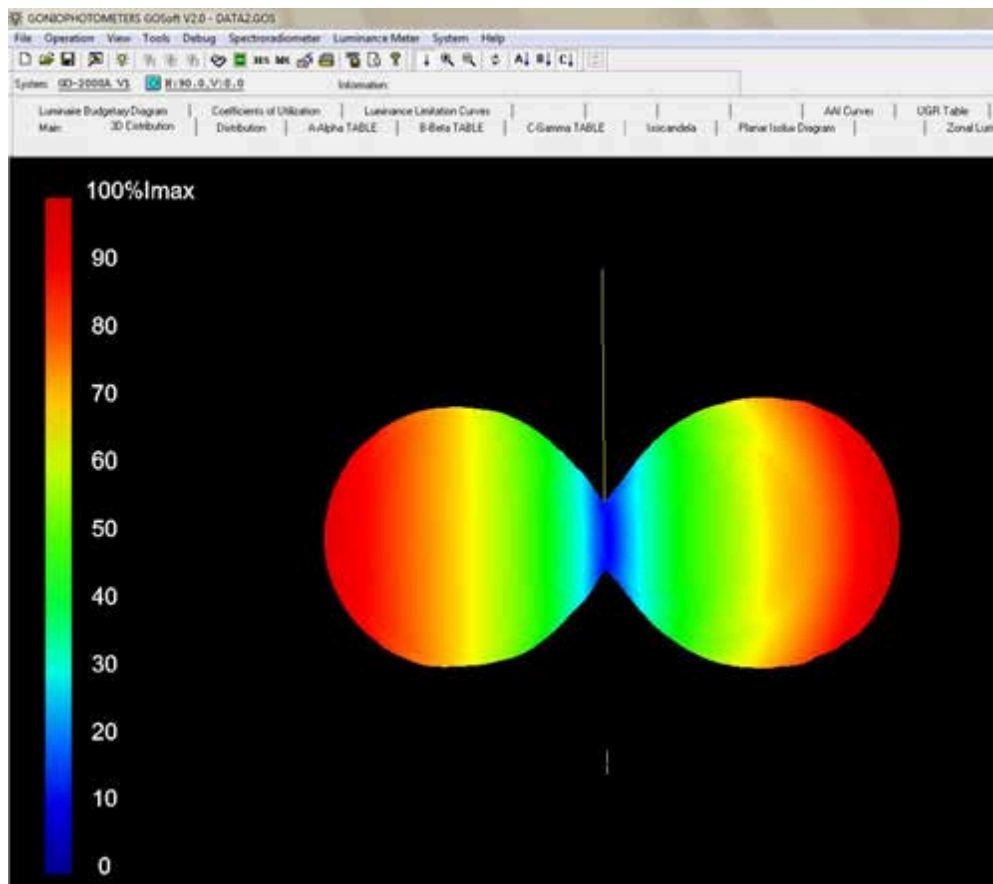 GONIOPHOTOMETERS GOSoft V2.0 - DATA2.GOS
File Operation View Tools Debug Spectroradiometer Luminance Meter System Help
System: GO-2000A_V1 H:90.0,V:0.0 Information:
Luminaire Budgetary Diagram Coefficients of Utilization Luminance Limitation Curves AAI Curves UGR Table
Main 3D Distribution Distribution A-Alpha TABLE B-Beta TABLE C-Gamma TABLE Isocandela Planar Isolux Diagram Zonal Lum
100%Imax
90
80
70
60
50
40
30
20
10
0